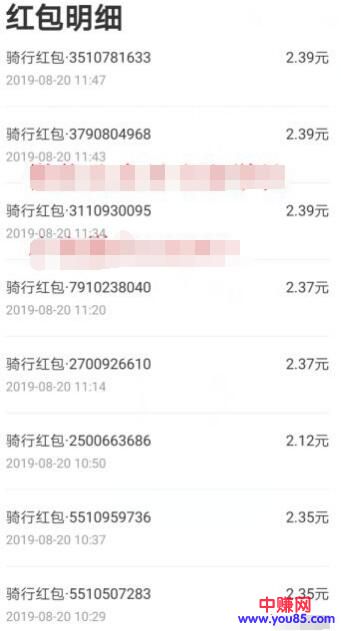 红包明细
骑行红包·3510781633 2.39元
2019-08-20 11:47
骑行红包·3790804968 2.39元
2019-08-20 11:43
骑行红包·3110930095 2.39元
2019-08-20 11:34
骑行红包·7910238040 2.37元
2019-08-20 11:20
骑行红包·2700926610 2.37元
2019-08-20 11:14
骑行红包·2500663686 2.12元
2019-08-20 10:50
骑行红包·5510959736 2.35元
2019-08-20 10:37
骑行红包·5510507283 2.35元
2019-08-20 10:29
中赚网
www.you85.com